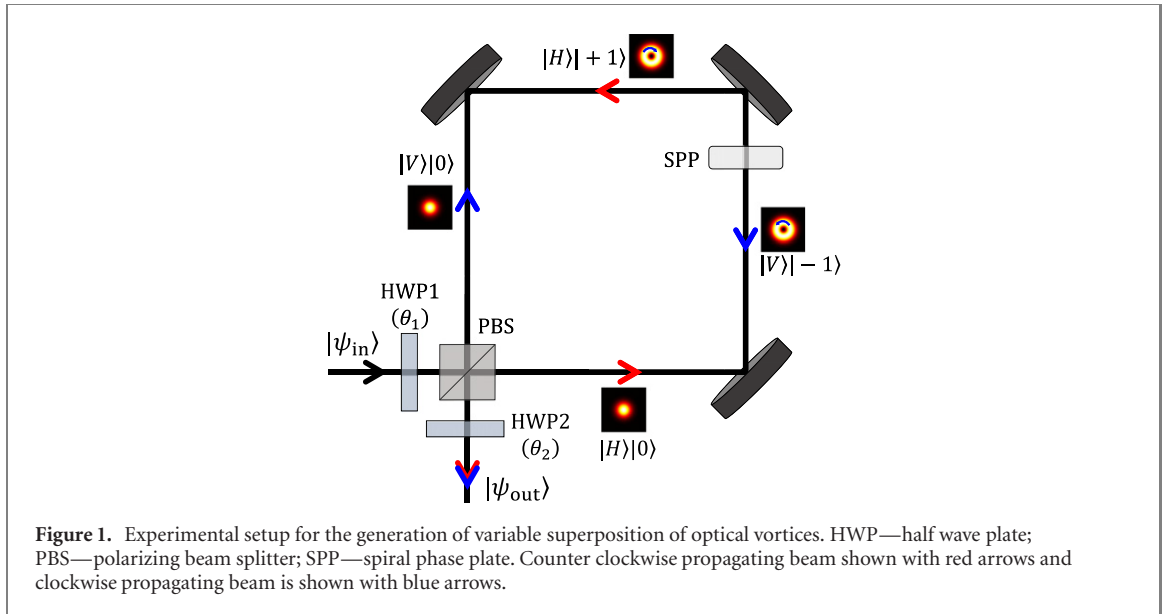 |H⟩|+1⟩
SPP
|V⟩|0⟩
|V⟩|−1⟩
HWP1
(θ₁)
PBS
|ψ_in⟩
HWP2
(θ₂)
|H⟩|0⟩
|ψ_out⟩
Figure 1. Experimental setup for the generation of variable superposition of optical vortices. HWP—half wave plate;
PBS—polarizing beam splitter; SPP—spiral phase plate. Counter clockwise propagating beam shown with red arrows and
clockwise propagating beam is shown with blue arrows.